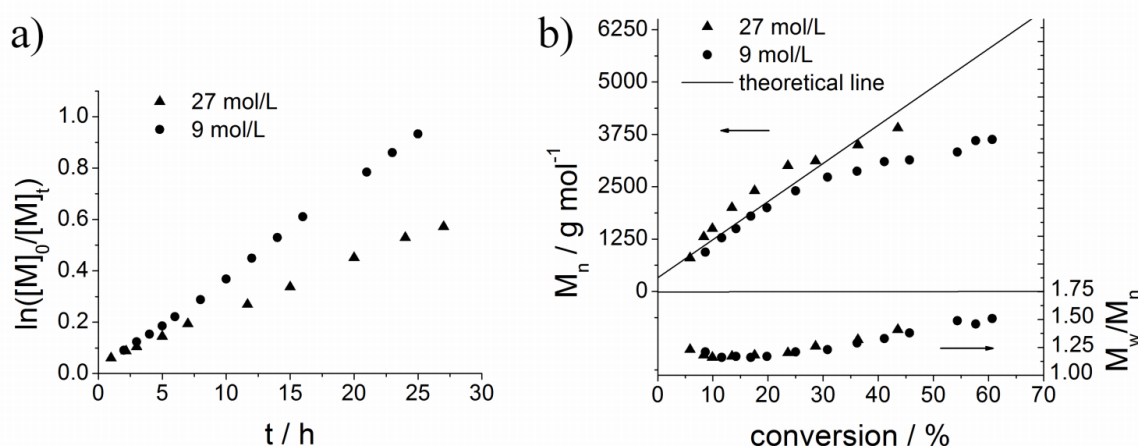 a)
27 mol/L
9 mol/L
ln([M]₀/[M]ₜ)
1.0
0.8
0.6
0.4
0.2
0.0
0
5
10
15
20
25
30
t / h
b)
27 mol/L
9 mol/L
theoretical line
Mₙ / g mol⁻¹
6250
5000
3750
2500
1250
0
1.75
1.50
1.25
1.00
M_w/Mₙ
0
10
20
30
40
50
60
70
conversion / %